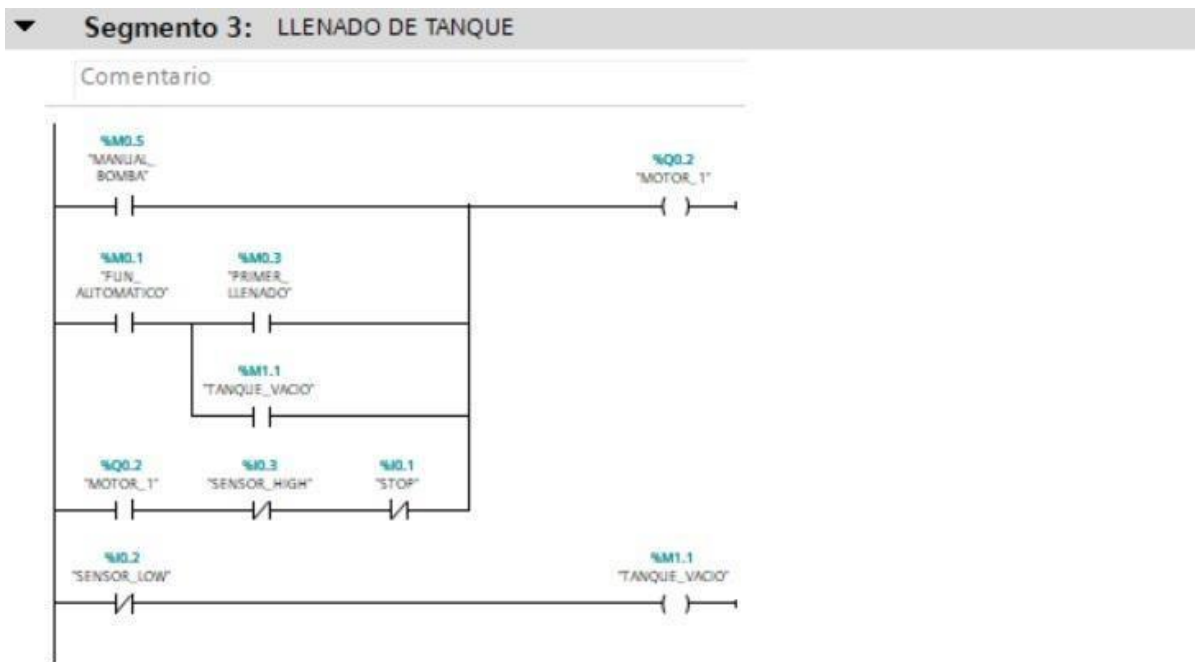 Segmento 3: LLENADO DE TANQUE
Comentario
%M0.5
"MANUAL_
BOMBA"
%Q0.2
"MOTOR_1"
%M0.1
"FUN_
AUTOMATICO"
%M0.3
"PRIMER_
LLENADO"
%M1.1
"TANQUE_VACIO"
%Q0.2
"MOTOR_1"
%I0.3
"SENSOR_HIGH"
%I0.1
"STOP"
%I0.2
"SENSOR_LOW"
%M1.1
"TANQUE_VACIO"